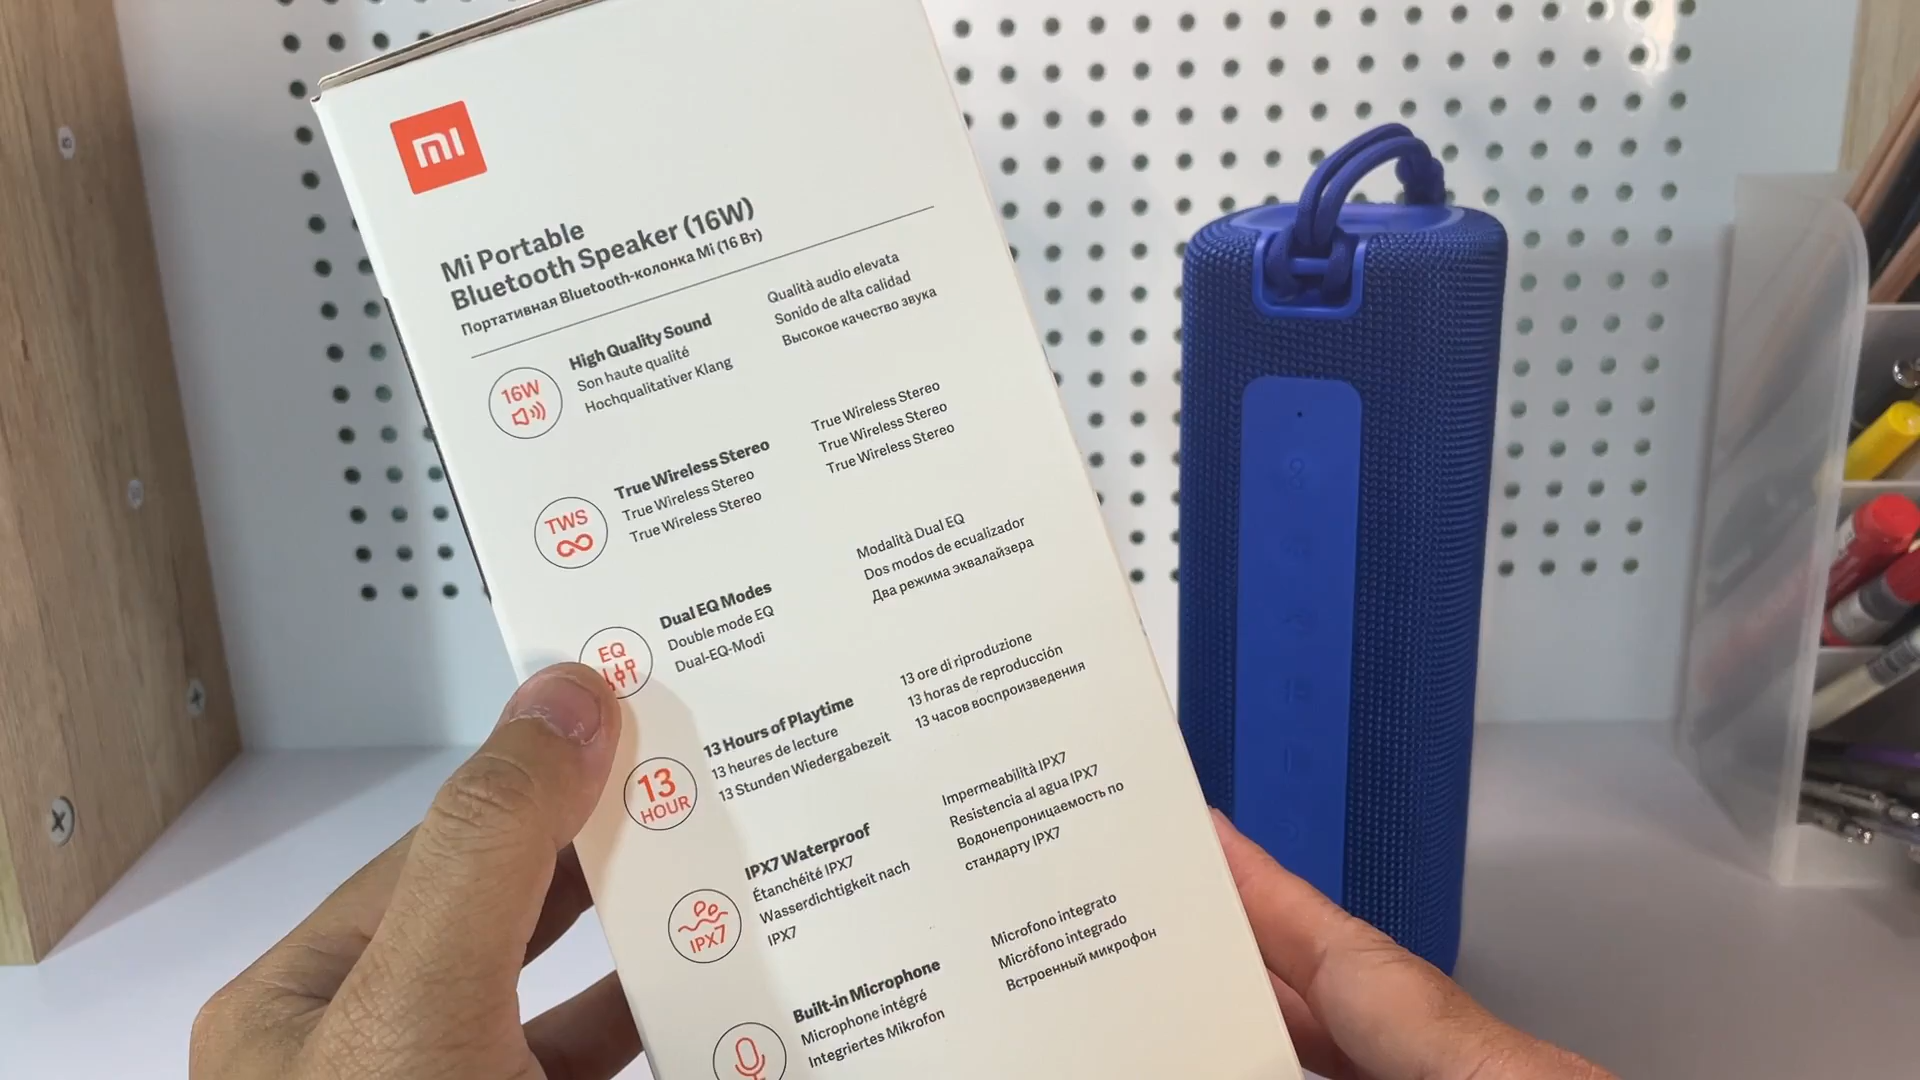 mi
Mi Portable
Bluetooth Speaker (16W)
Портативная Bluetooth-колонка Mi (16 Вт)
16W
High Quality Sound
Son haute qualité
Hochqualitativer Klang
Qualità audio elevata
Sonido de alta calidad
Высокое качество звука
TWS
True Wireless Stereo
True Wireless Stereo
True Wireless Stereo
True Wireless Stereo
True Wireless Stereo
True Wireless Stereo
EQ
Dual EQ Modes
Double mode EQ
Dual-EQ-Modi
Modalità Dual EQ
Dos modos de ecualizador
Два режима эквалайзера
13
HOUR
13 Hours of Playtime
13 heures de lecture
13 Stunden Wiedergabezeit
13 ore di riproduzione
13 horas de reproducción
13 часов воспроизведения
IPX7
IPX7 Waterproof
Étanchéité IPX7
Wasserdichtigkeit nach
IPX7
Impermeabilità IPX7
Resistencia al agua IPX7
Водонепроницаемость по
стандарту IPX7
Built-in Microphone
Microphone intégré
Integriertes Mikrofon
Microfono integrato
Micrófono integrado
Встроенный микрофон